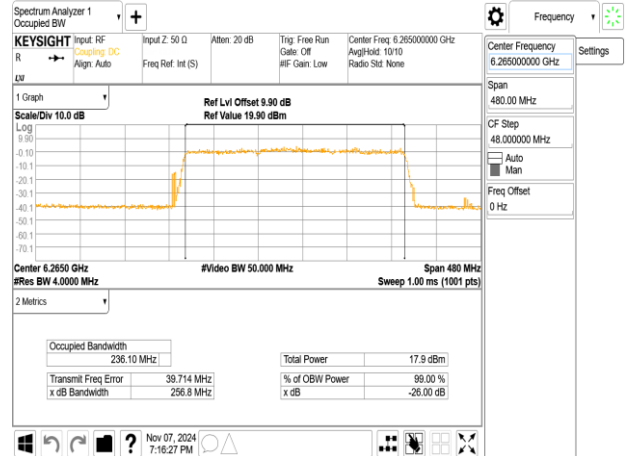 Spectrum Analyzer 1
Occupied BW
Frequency
KEYSIGHT
R
LXI
Input: RF
Coupling: DC
Align: Auto
Input Z: 50 Ω
Freq Ref: Int (S)
Atten: 20 dB
Trig: Free Run
Gate: Off
#IF Gain: Low
Center Freq: 6.265000000 GHz
Avg|Hold: 10/10
Radio Std: None
Center Frequency
6.265000000 GHz
Settings
Span
480.00 MHz
CF Step
48.000000 MHz
Auto
Man
Freq Offset
0 Hz
1 Graph
Scale/Div 10.0 dB
Ref Lvl Offset 9.90 dB
Ref Value 19.90 dBm
Log
9.90
-0.10
-10.1
-20.1
-30.1
-40.1
-50.1
-60.1
-70.1
Center 6.2650 GHz
#Video BW 50.000 MHz
Span 480 MHz
#Res BW 4.0000 MHz
Sweep 1.00 ms (1001 pts)
2 Metrics
Occupied Bandwidth
236.10 MHz
Total Power 17.9 dBm
Transmit Freq Error 39.714 MHz
% of OBW Power 99.00 %
x dB Bandwidth 256.8 MHz
x dB -26.00 dB
?
Nov 07, 2024
7:16:27 PM